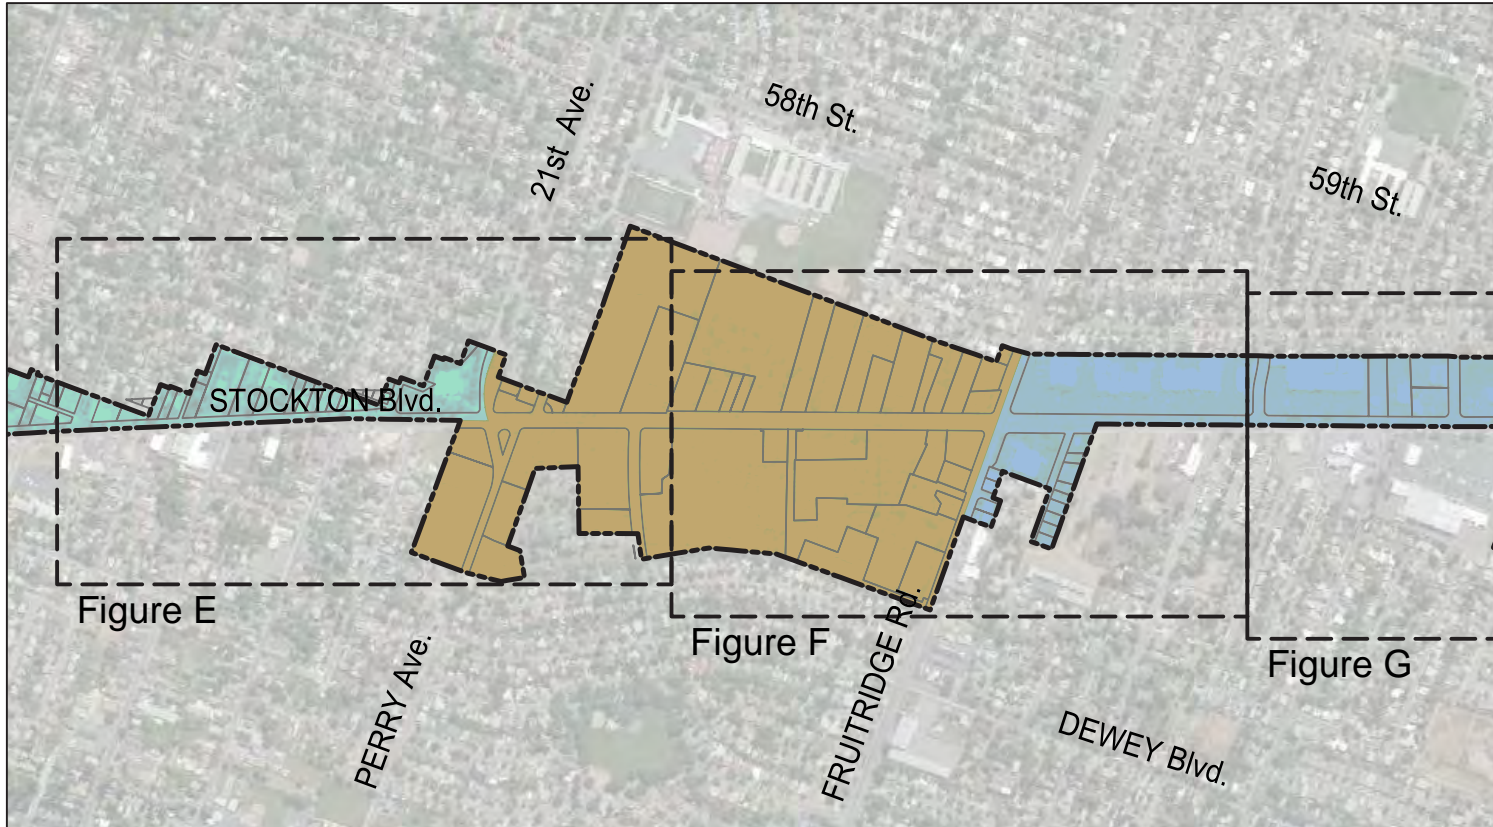 58th St.
21st Ave.
59th St.
STOCKTON Blvd.
Figure E
Figure F
Figure G
PERRY Ave.
FRUITRIDGE Rd.
DEWEY Blvd.